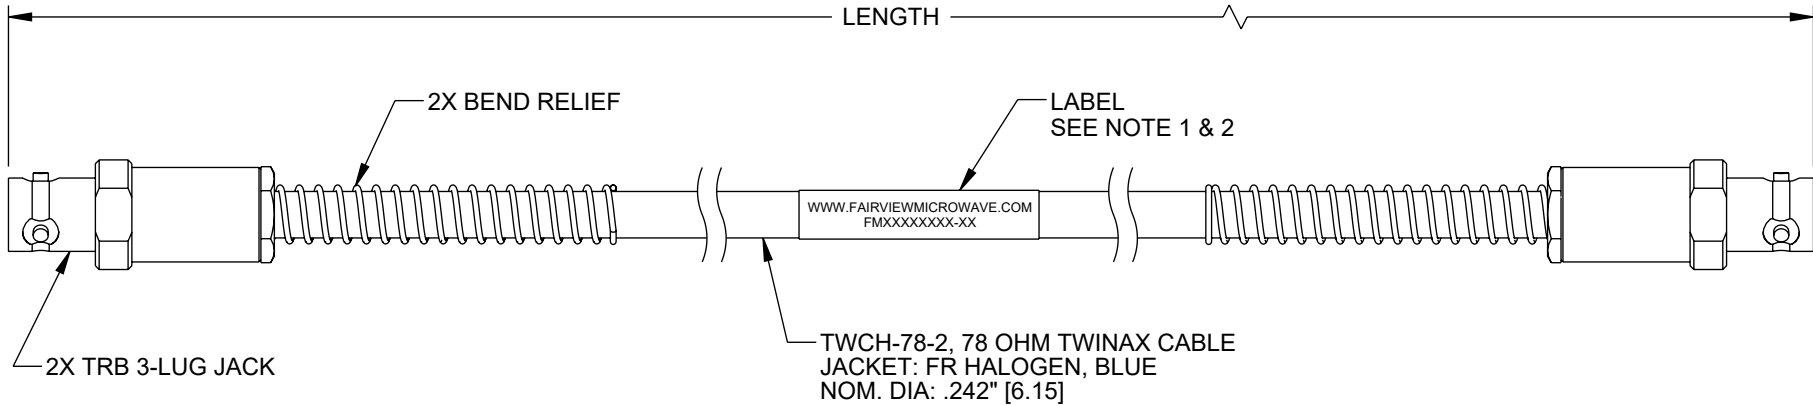 LENGTH
2X BEND RELIEF
LABEL
SEE NOTE 1 & 2
WWW.FAIRVIEWMICROWAVE.COM
FMXXXXXXXX-XX
2X TRB 3-LUG JACK
TWCH-78-2, 78 OHM TWINAX CABLE
JACKET: FR HALOGEN, BLUE
NOM. DIA: .242" [6.15]